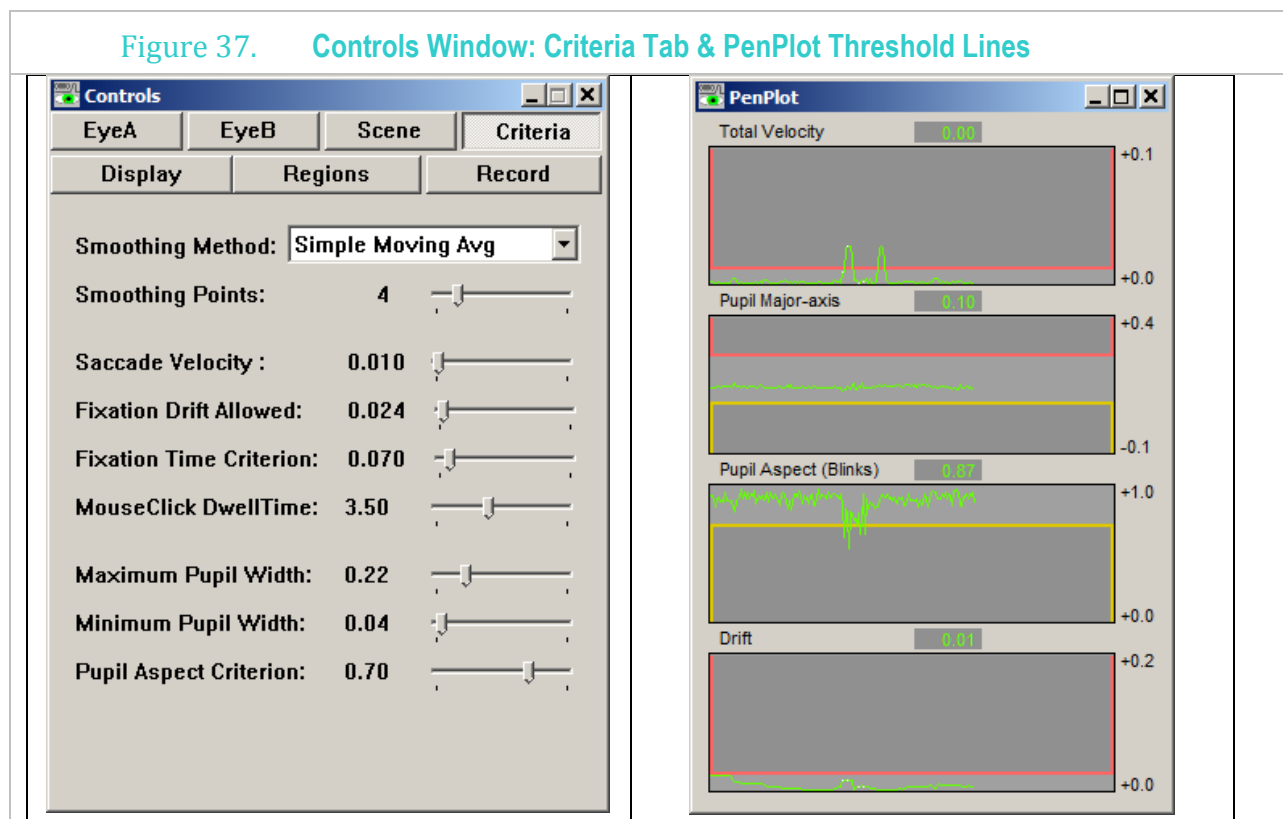 Figure 37. Controls Window: Criteria Tab & PenPlot Threshold Lines
Controls
EyeA EyeB Scene Criteria
Display Regions Record
Smoothing Method: Simple Moving Avg
Smoothing Points: 4
Saccade Velocity : 0.010
Fixation Drift Allowed: 0.024
Fixation Time Criterion: 0.070
MouseClick DwellTime: 3.50
Maximum Pupil Width: 0.22
Minimum Pupil Width: 0.04
Pupil Aspect Criterion: 0.70
PenPlot
Total Velocity 0.00
+0.1
+0.0
Pupil Major-axis 0.10
+0.4
-0.1
Pupil Aspect (Blinks) 0.87
+1.0
+0.0
Drift 0.01
+0.2
+0.0